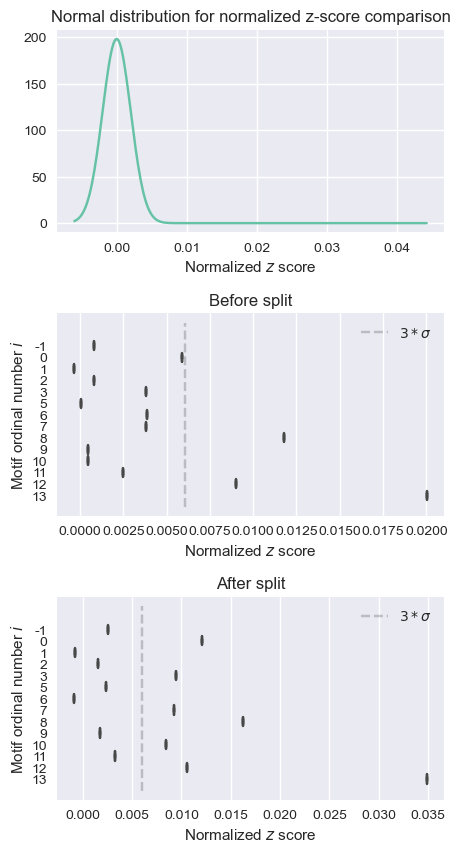 Normal distribution for normalized z-score comparison
200
150
100
50
0
0.00 0.01 0.02 0.03 0.04
Normalized z score
Before split
Motif ordinal number i
-1
0
1
2
3
5
6
7
8
9
10
11
12
13
3 * σ
0.0000 0.0025 0.0050 0.0075 0.0100 0.0125 0.0150 0.0175 0.0200
Normalized z score
After split
Motif ordinal number i
-1
0
1
2
3
5
6
7
8
9
10
11
12
13
3 * σ
0.000 0.005 0.010 0.015 0.020 0.025 0.030 0.035
Normalized z score